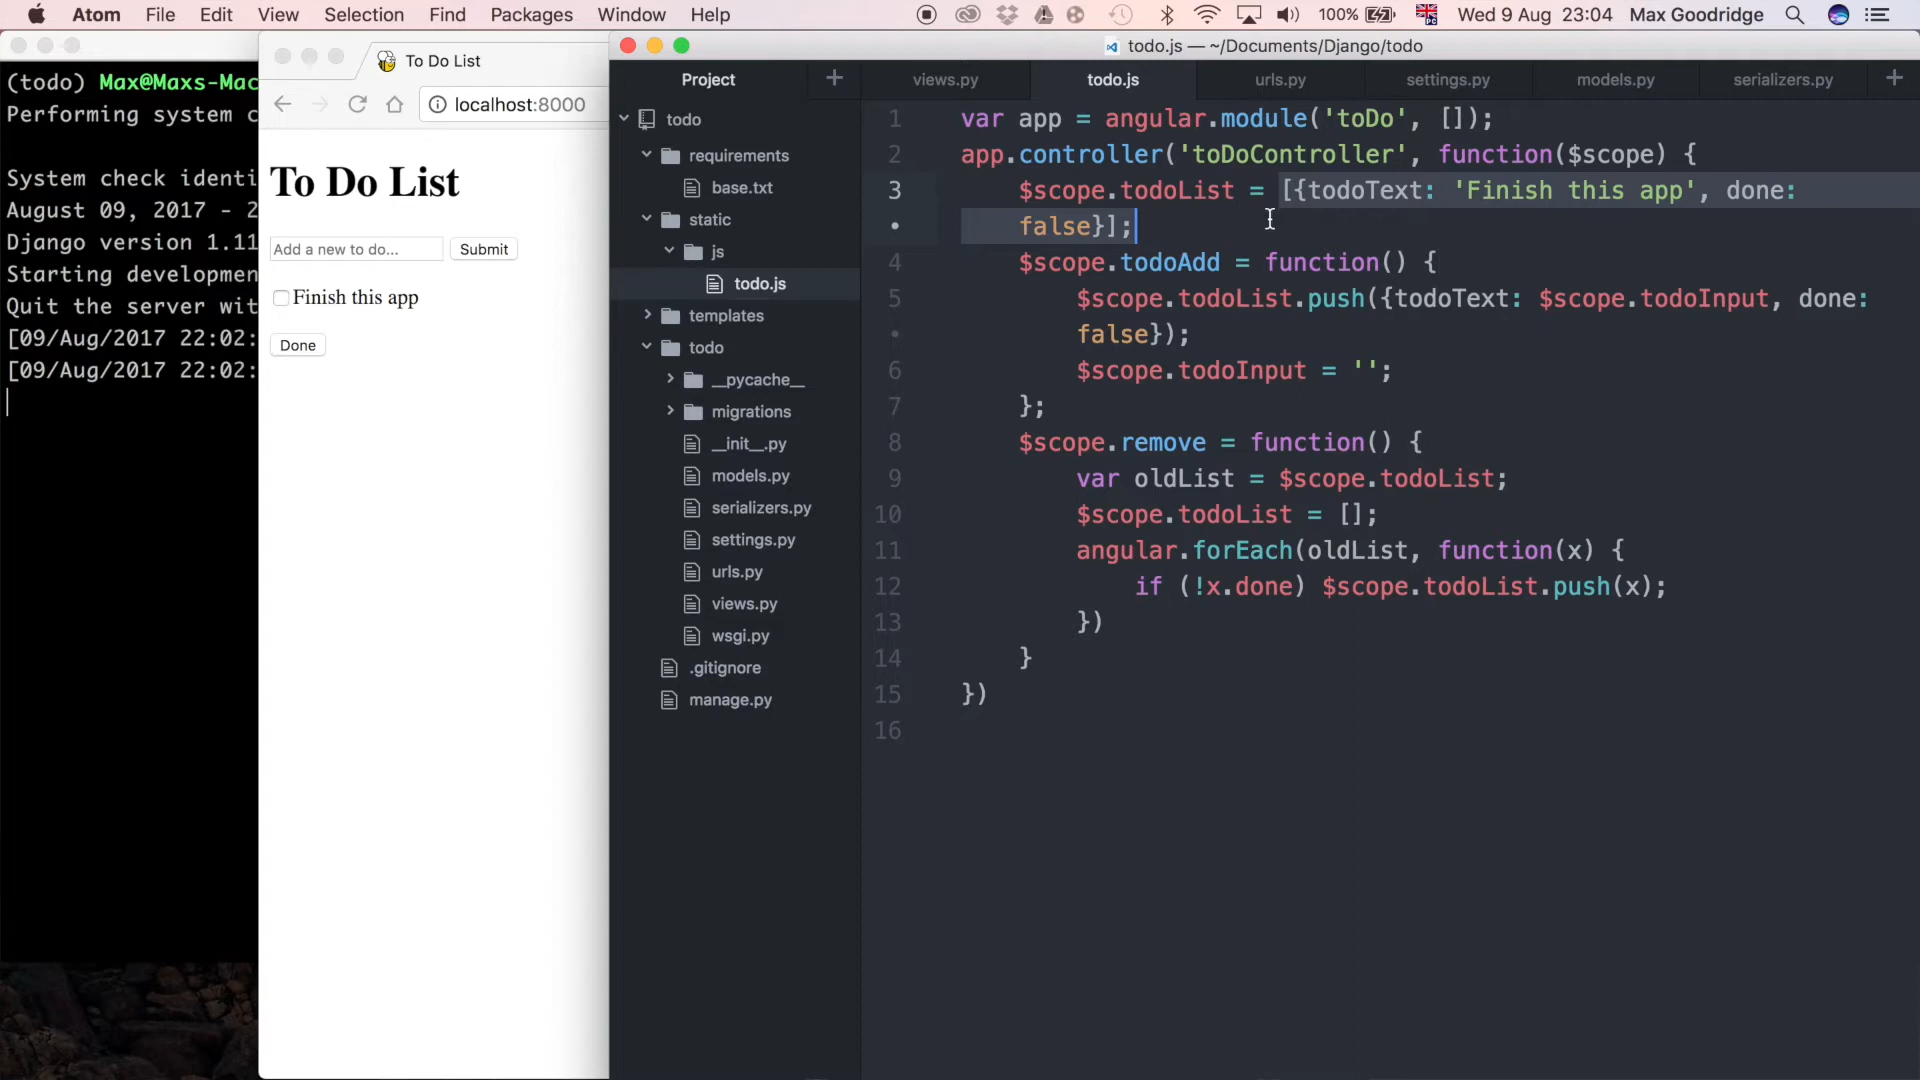 Atom File Edit View Selection Find Packages Window Help 100% Wed 9 Aug 23:04 Max Goodridge
(todo) Max@Maxs-Mac
Performing system c
System check identi
August 09, 2017 - 2
Django version 1.11
Starting developmen
Quit the server wit
[09/Aug/2017 22:02:
[09/Aug/2017 22:02:
To Do List
localhost:8000
To Do List
Add a new to do... Submit
Finish this app
Done
todo.js — ~/Documents/Django/todo
Project
todo
requirements
base.txt
static
js
todo.js
templates
todo
__pycache__
migrations
__init__.py
models.py
serializers.py
settings.py
urls.py
views.py
wsgi.py
.gitignore
manage.py
views.py todo.js urls.py settings.py models.py serializers.py
1 var app = angular.module('toDo', []);
2 app.controller('toDoController', function($scope) {
3 $scope.todoList = [{todoText: 'Finish this app', done:
• false}];
4 $scope.todoAdd = function() {
5 $scope.todoList.push({todoText: $scope.todoInput, done:
• false});
6 $scope.todoInput = '';
7 };
8 $scope.remove = function() {
9 var oldList = $scope.todoList;
10 $scope.todoList = [];
11 angular.forEach(oldList, function(x) {
12 if (!x.done) $scope.todoList.push(x);
13 })
14 }
15 })
16